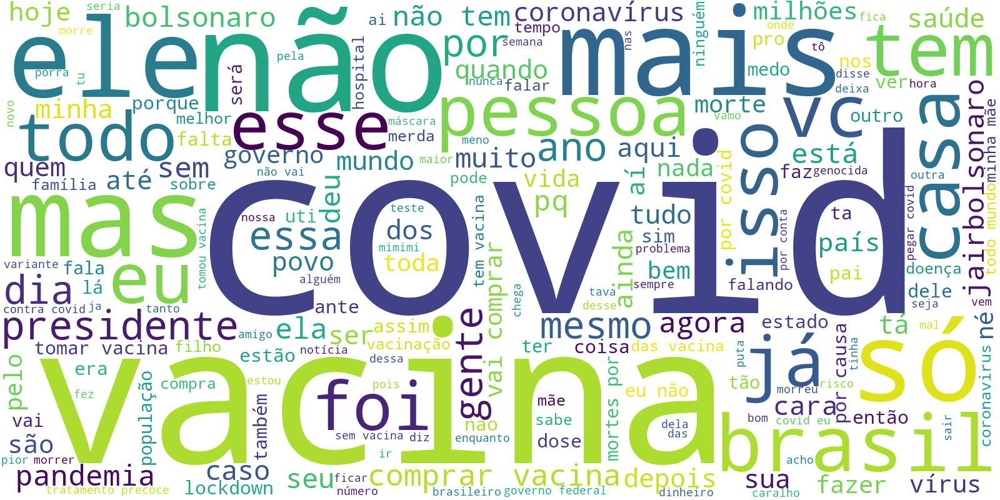 hoje
seria
morre
bolsonaro
ai
não tem
coronavírus
tempo
semana
ninguém
milhões
fica
onde
saúde
ele
não
mais
tem
porra
tu
pela
hospital
será
por
nas
pro
tô
nos
quando
nunca
falar
medo
disse
deixa
ver
hora
novo
minha
porque
melhor
falta
esse
máscara
merda
pessoa
morte
vamo
vc
outro
casa
jairbolsonaro
minha mãe
todo
governo
não vai
mundo
maior
meno
muito
ano
aqui
nada
está
isso
quem
família
até
sem
sobre
deu
pode
vida
pq
aí
por covid
faz
genocida
outra
todo mundo
mas
covid
tomou vacina
nossa
uti
teste
essa
dos
mimimi
povo
toda
alguém
tem vacina
tudo
sim
problema
ta
país
pai
por conta
pegar covid
variante
fala
eu
dia
lá
contra covid
ja
tanto
ante
vai comprar
chega
ainda
bem
sempre
tava
desse
falando
doença
dele
seja
vem
presidente
amigo
ela
ser
assim
vacinação
gente
mesmo
agora
estado
tá
mal
né
tomar vacina
filho
estão
notícia
dessa
ter
coisa
das vacina
puta
já
por causa
tinha
só
coronavirus
pelo
era
fez
população
compra
estou
vacina
foi
pois
mãe
sabe
mortes por
eu não
tão
morreu
risco
cara
então
vai
são
também
sem vacina
diz
não
enquanto
dose
dela
das
bom
covid eu
brasil
sair
pior
morrer
ir
acho
pandemia
caso
seu
ficar
comprar vacina
depois
sua
fazer
vírus
tratamento precoce
lockdown
número
brasileiro
governo federal
dinheiro
caralho